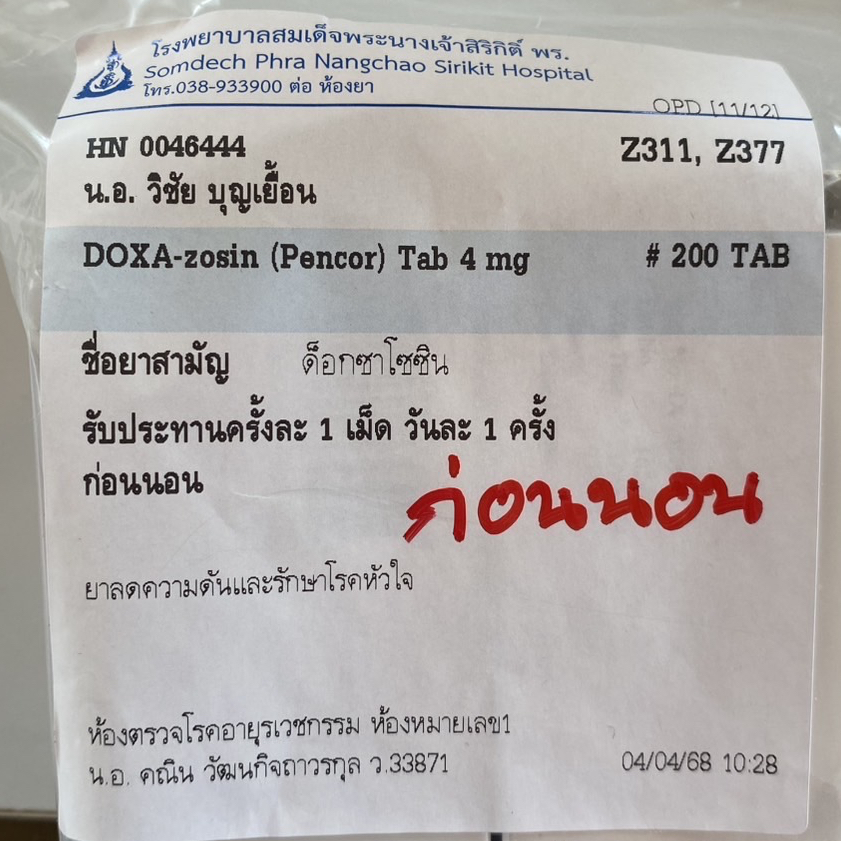 โรงพยาบาลสมเด็จพระนางเจ้าสิริกิติ์ พร.
Somdech Phra Nangchao Sirikit Hospital
โทร.038-933900 ต่อ ห้องยา
OPD [11/12]
HN 0046444 Z311, Z377
น.อ. วิชัย บุญเยื้อน
DOXA-zosin (Pencor) Tab 4 mg # 200 TAB
ชื่อยาสามัญ ด็อกซาโซซิน
รับประทานครั้งละ 1 เม็ด วันละ 1 ครั้ง
ก่อนนอน
ก่อนนอน
ยาลดความดันและรักษาโรคหัวใจ
ห้องตรวจโรคอายุรเวชกรรม ห้องหมายเลข1
น.อ. คณิน วัฒนกิจถาวรกุล ว.33871 04/04/68 10:28